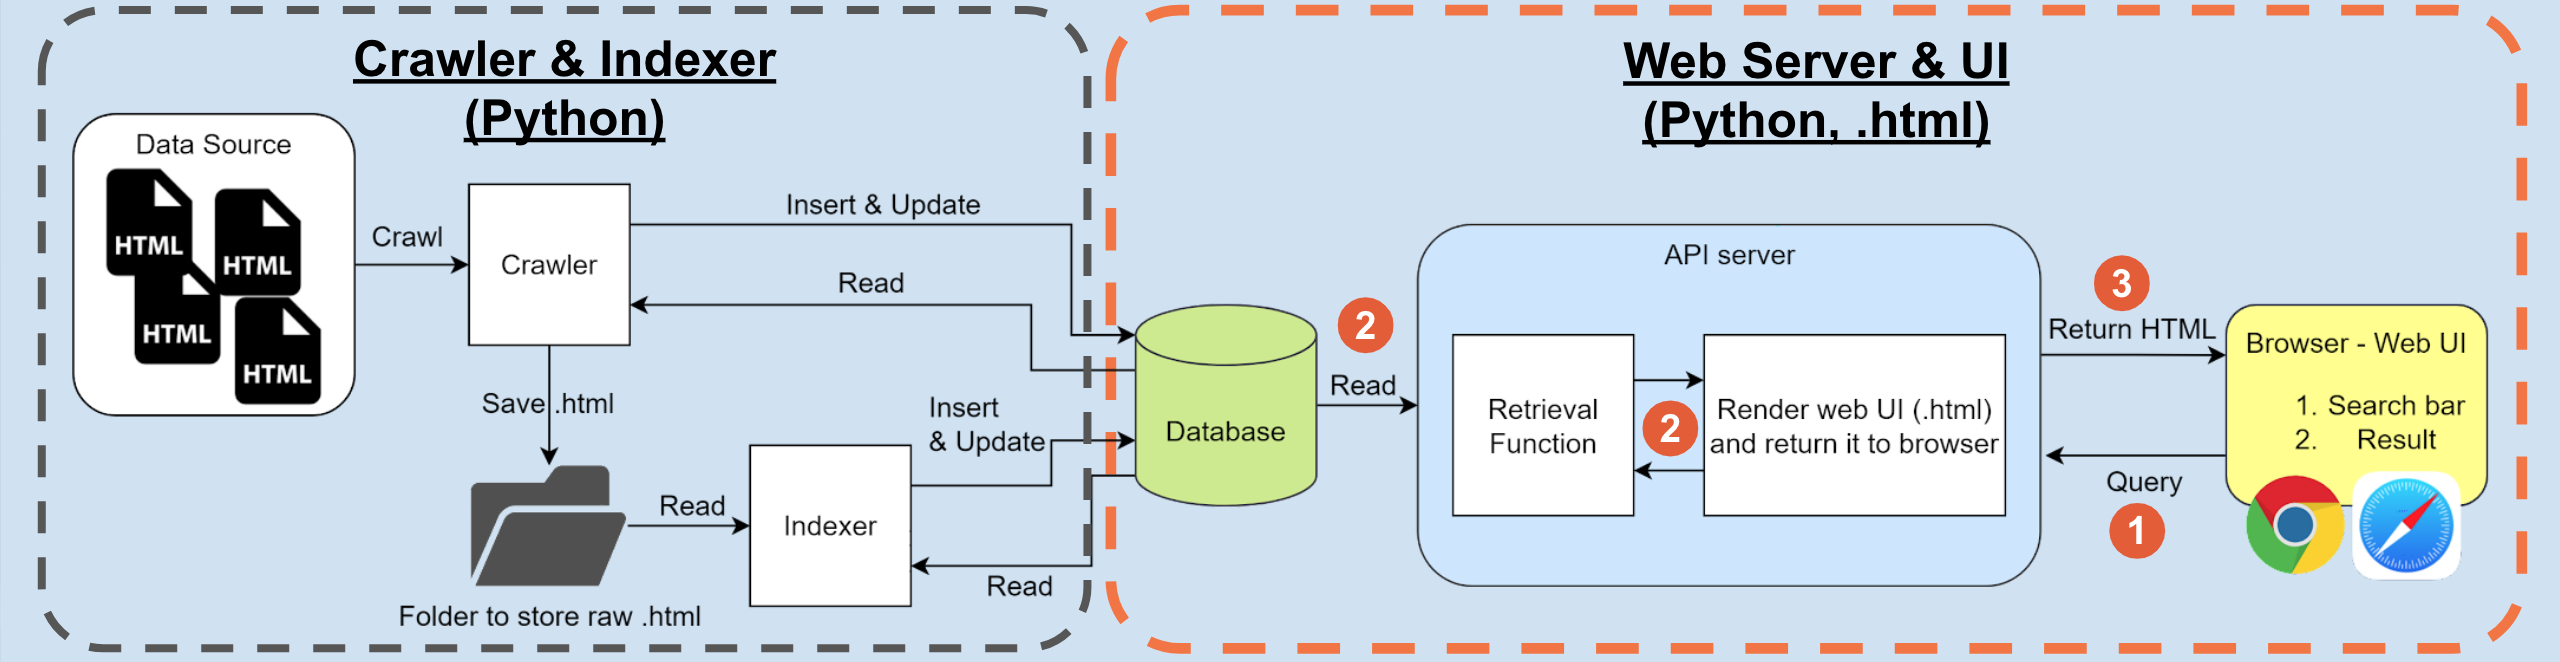 Crawler & Indexer
(Python)
Data Source
HTML
HTML
HTML
HTML
Crawl
Crawler
Insert & Update
Read
Save .html
Folder to store raw .html
Read
Indexer
Insert
& Update
Read
Web Server & UI
(Python, .html)
Database
2
Read
API server
Retrieval
Function
2
Render web UI (.html)
and return it to browser
3
Return HTML
Query
1
Browser - Web UI
1. Search bar
2. Result